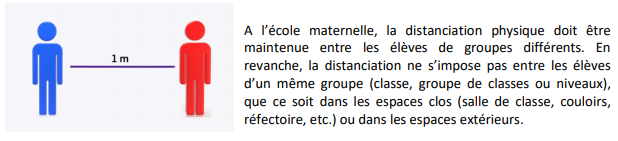 1 m
A l’école maternelle, la distanciation physique doit être
maintenue entre les élèves de groupes différents. En
revanche, la distanciation ne s’impose pas entre les élèves
d’un même groupe (classe, groupe de classes ou niveaux),
que ce soit dans les espaces clos (salle de classe, couloirs,
réfectoire, etc.) ou dans les espaces extérieurs.